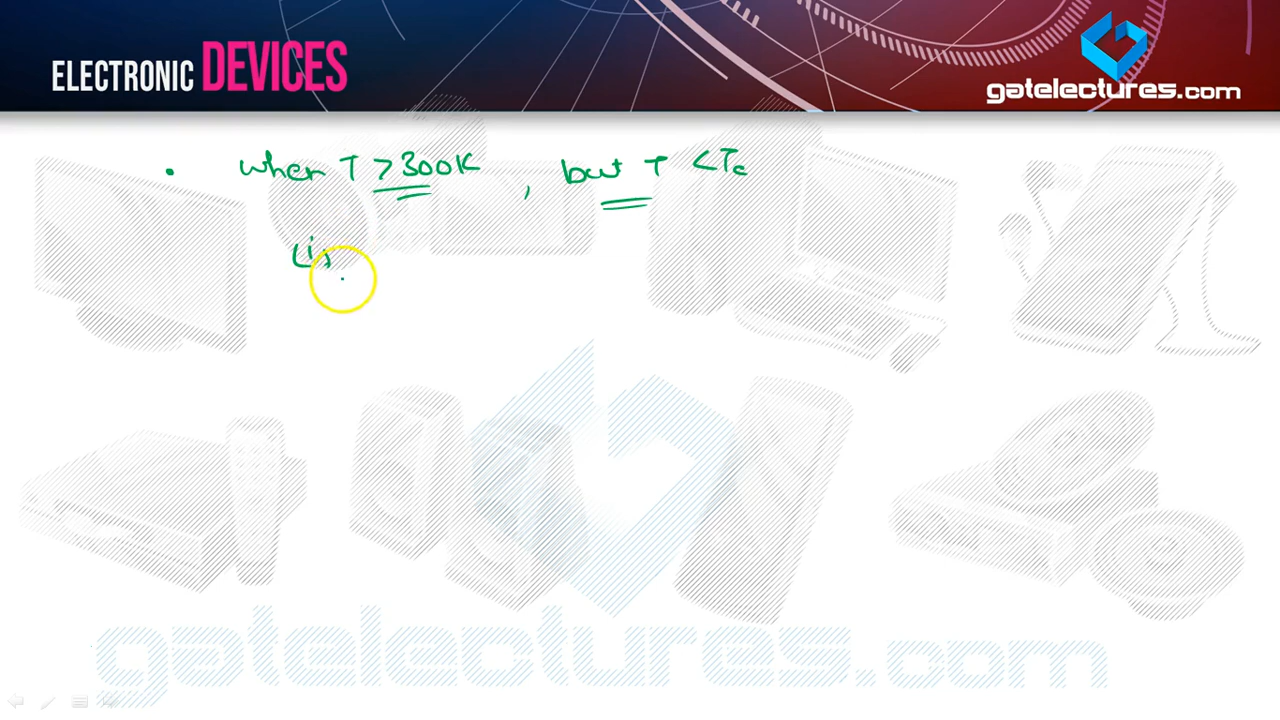 ELECTRONIC DEVICES
gatelectures.com
• when T > 300K , but T < Tc
(i)
gatelectures.com